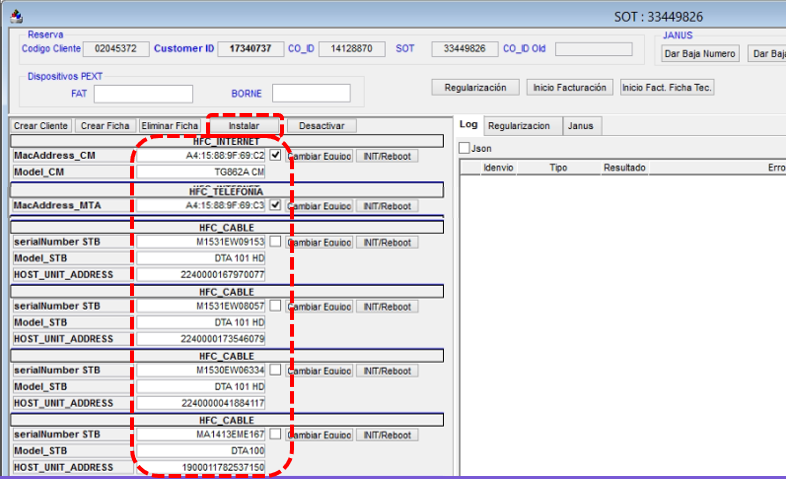 SOT : 33449826
Reserva
Codigo Cliente 02045372 Customer ID 17340737 CO_ID 14128870 SOT 33449826 CO_ID Old
JANUS
Dar Baja Numero Dar Baja
Dispositivos PEXT
FAT BORNE
Regularización Inicio Facturación Inicio Fact. Ficha Tec.
Crear Cliente Crear Ficha Eliminar Ficha Instalar Desactivar
Log Regularizacion Janus
Json
Idenvio Tipo Resultado Erro
HFC_INTERNET
MacAddress_CM A4:15:88:9F:69:C2 Cambiar Equipo INIT/Reboot
Model_CM TG862A CM
HFC_TELEFONIA
MacAddress_MTA A4:15:88:9F:69:C3 Cambiar Equipo INIT/Reboot
HFC_CABLE
serialNumber STB M1531EW09153 Cambiar Equipo INIT/Reboot
Model_STB DTA 101 HD
HOST_UNIT_ADDRESS 2240000167970077
HFC_CABLE
serialNumber STB M1531EW08057 Cambiar Equipo INIT/Reboot
Model_STB DTA 101 HD
HOST_UNIT_ADDRESS 2240000173546079
HFC_CABLE
serialNumber STB M1530EW06334 Cambiar Equipo INIT/Reboot
Model_STB DTA 101 HD
HOST_UNIT_ADDRESS 2240000041884117
HFC_CABLE
serialNumber STB MA1413EME167 Cambiar Equipo INIT/Reboot
Model_STB DTA100
HOST_UNIT_ADDRESS 1900011782537150